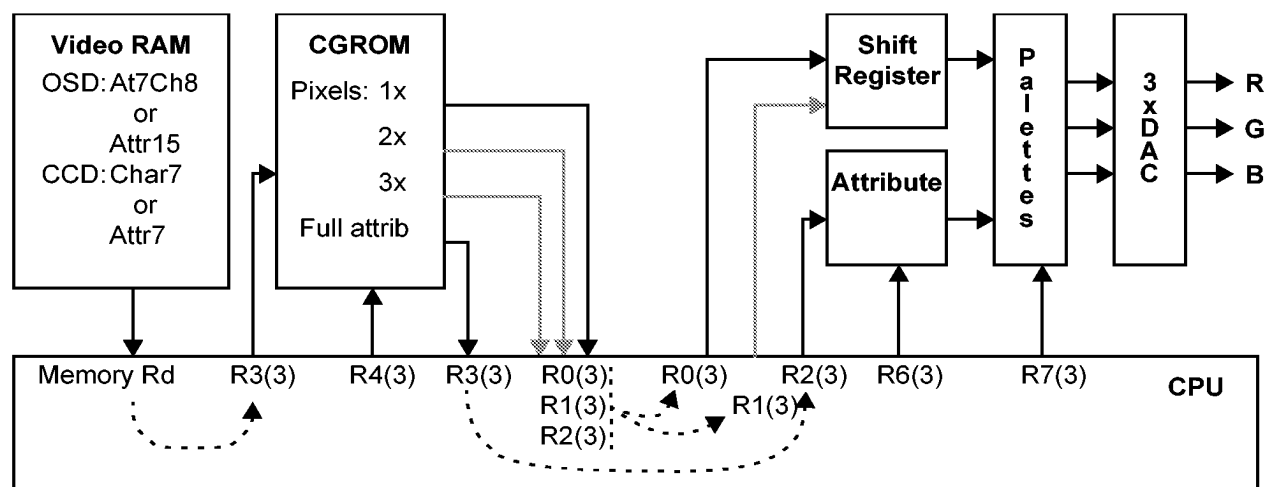 Video RAM
OSD: At7Ch8
or
Attr15
CCD: Char7
or
Attr7
CGROM
Pixels: 1x
2x
3x
Full attrib
Shift
Register
Attribute
Palettes
3xDAC
R
G
B
Memory Rd
R3(3)
R4(3)
R3(3)
R0(3)
R1(3)
R2(3)
R0(3)
R1(3)
R2(3)
R6(3)
R7(3)
CPU